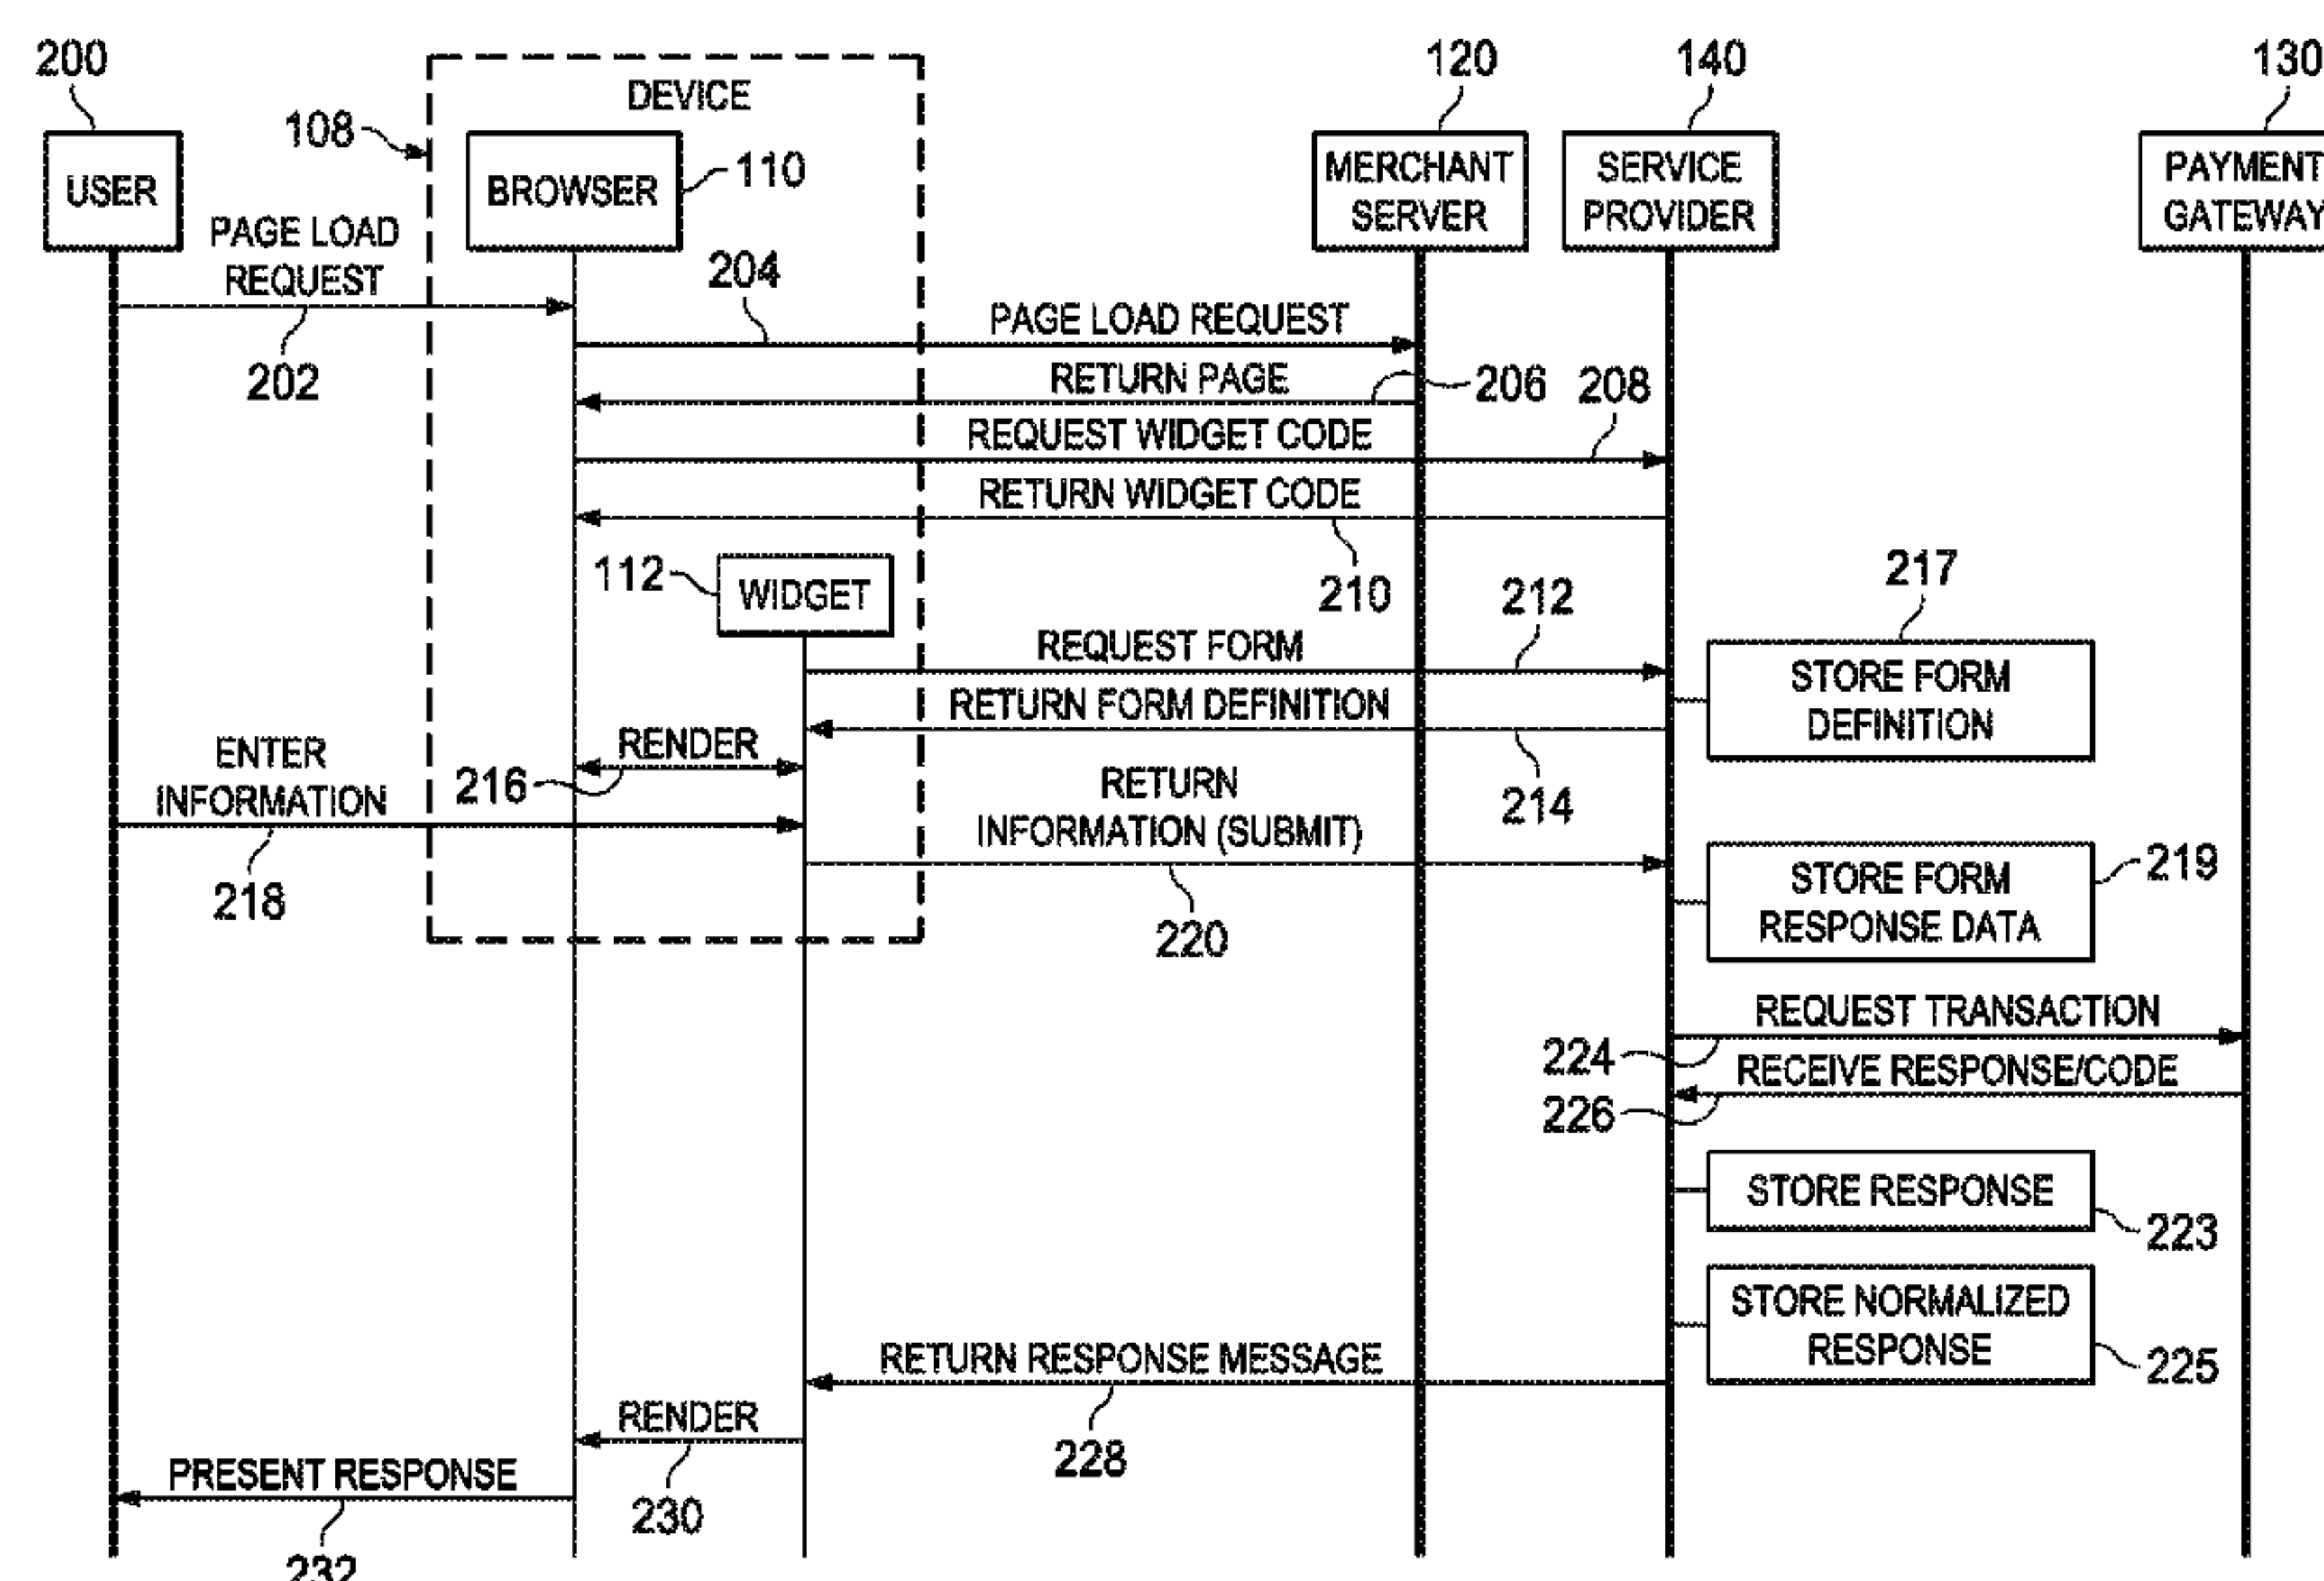 200
120
140
130
DEVICE
108
USER
BROWSER
110
MERCHANT
SERVER
SERVICE
PROVIDER
PAYMENT
GATEWAY
PAGE LOAD
REQUEST
202
204
PAGE LOAD REQUEST
RETURN PAGE
206
208
REQUEST WIDGET CODE
RETURN WIDGET CODE
210
112
WIDGET
212
217
REQUEST FORM
STORE FORM
DEFINITION
RETURN FORM DEFINITION
214
RENDER
216
ENTER
INFORMATION
218
RETURN
INFORMATION (SUBMIT)
220
STORE FORM
RESPONSE DATA
219
REQUEST TRANSACTION
224
RECEIVE RESPONSE/CODE
226
STORE RESPONSE
223
STORE NORMALIZED
RESPONSE
225
RETURN RESPONSE MESSAGE
228
RENDER
230
PRESENT RESPONSE
232